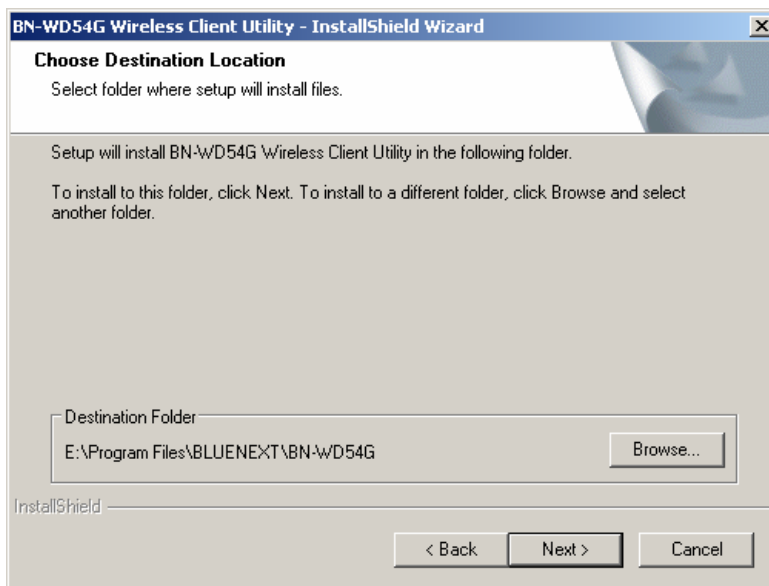 BN-WD54G Wireless Client Utility - InstallShield Wizard
Choose Destination Location
Select folder where setup will install files.
Setup will install BN-WD54G Wireless Client Utility in the following folder.
To install to this folder, click Next. To install to a different folder, click Browse and select
another folder.
Destination Folder
E:\Program Files\BLUENEXT\BN-WD54G
Browse...
InstallShield
< Back
Next >
Cancel